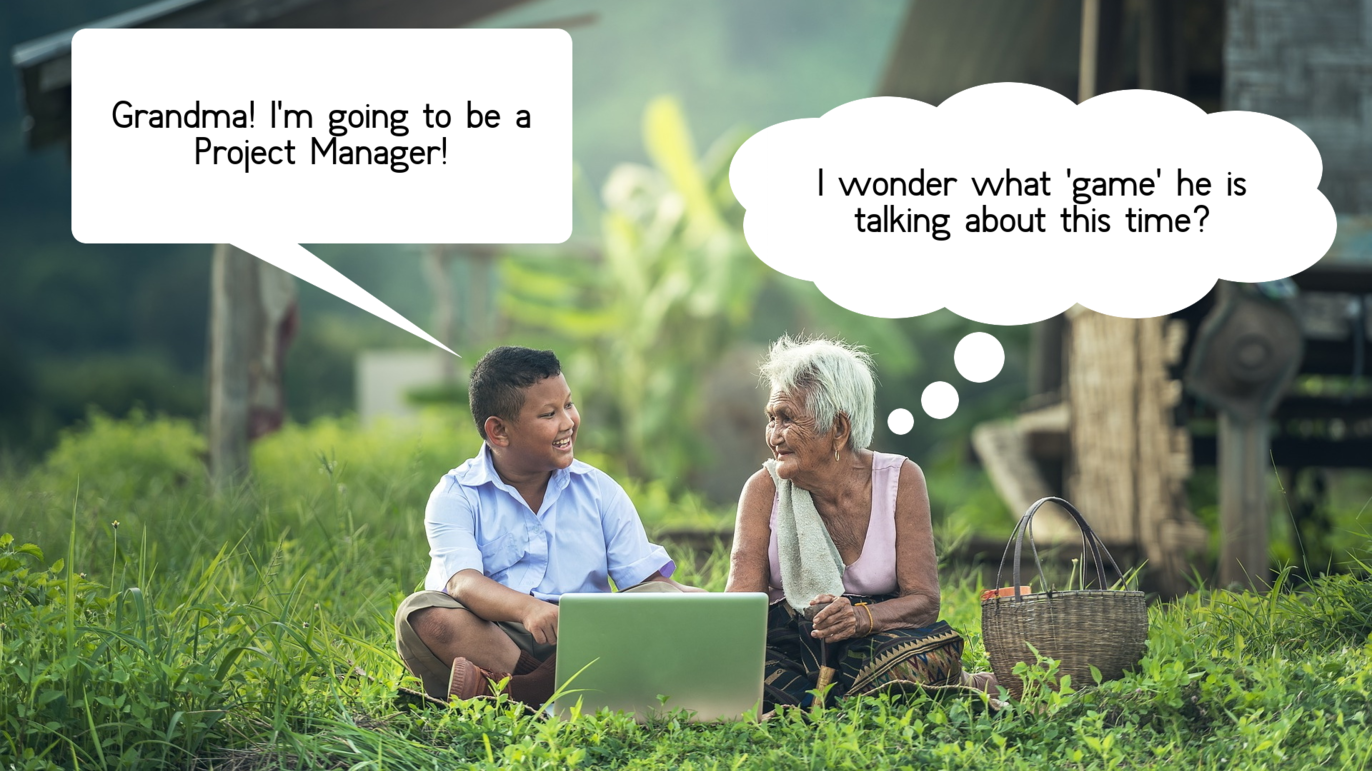 Grandma! I'm going to be a
Project Manager!
I wonder what 'game' he is
talking about this time?